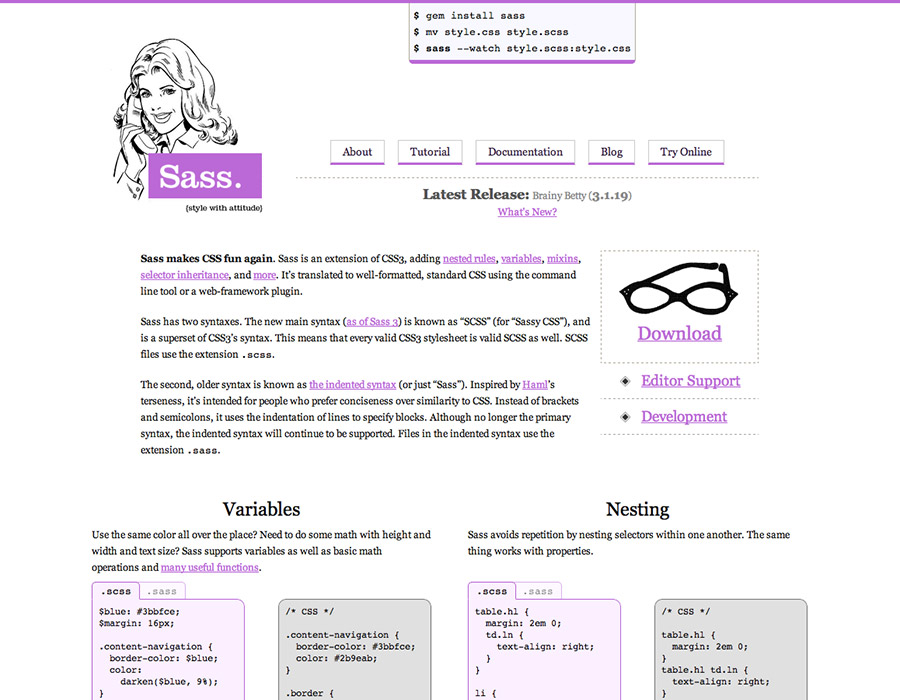 $ gem install sass
$ mv style.css style.scss
$ sass --watch style.scss:style.css
Sass.
{style with attitude}
About
Tutorial
Documentation
Blog
Try Online
Latest Release: Brainy Betty (3.1.19)
What's New?
Sass makes CSS fun again. Sass is an extension of CSS3, adding nested rules, variables, mixins,
selector inheritance, and more. It's translated to well-formatted, standard CSS using the command
line tool or a web-framework plugin.
Sass has two syntaxes. The new main syntax (as of Sass 3) is known as “SCSS” (for “Sassy CSS”), and
is a superset of CSS3's syntax. This means that every valid CSS3 stylesheet is valid SCSS as well. SCSS
files use the extension .scss.
The second, older syntax is known as the indented syntax (or just “Sass”). Inspired by Haml's
terseness, it's intended for people who prefer conciseness over similarity to CSS. Instead of brackets
and semicolons, it uses the indentation of lines to specify blocks. Although no longer the primary
syntax, the indented syntax will continue to be supported. Files in the indented syntax use the
extension .sass.
Download
Editor Support
Development
Variables
Use the same color all over the place? Need to do some math with height and
width and text size? Sass supports variables as well as basic math
operations and many useful functions.
.scss
.sass
$blue: #3bbfce;
$margin: 16px;
.content-navigation {
border-color: $blue;
color:
darken($blue, 9%);
}
/* CSS */
.content-navigation {
border-color: #3bbfce;
color: #2b9eab;
}
.border {
Nesting
Sass avoids repetition by nesting selectors within one another. The same
thing works with properties.
.scss
.sass
table.hl {
margin: 2em 0;
td.ln {
text-align: right;
}
}
li {
/* CSS */
table.hl {
margin: 2em 0;
}
table.hl td.ln {
text-align: right;
}